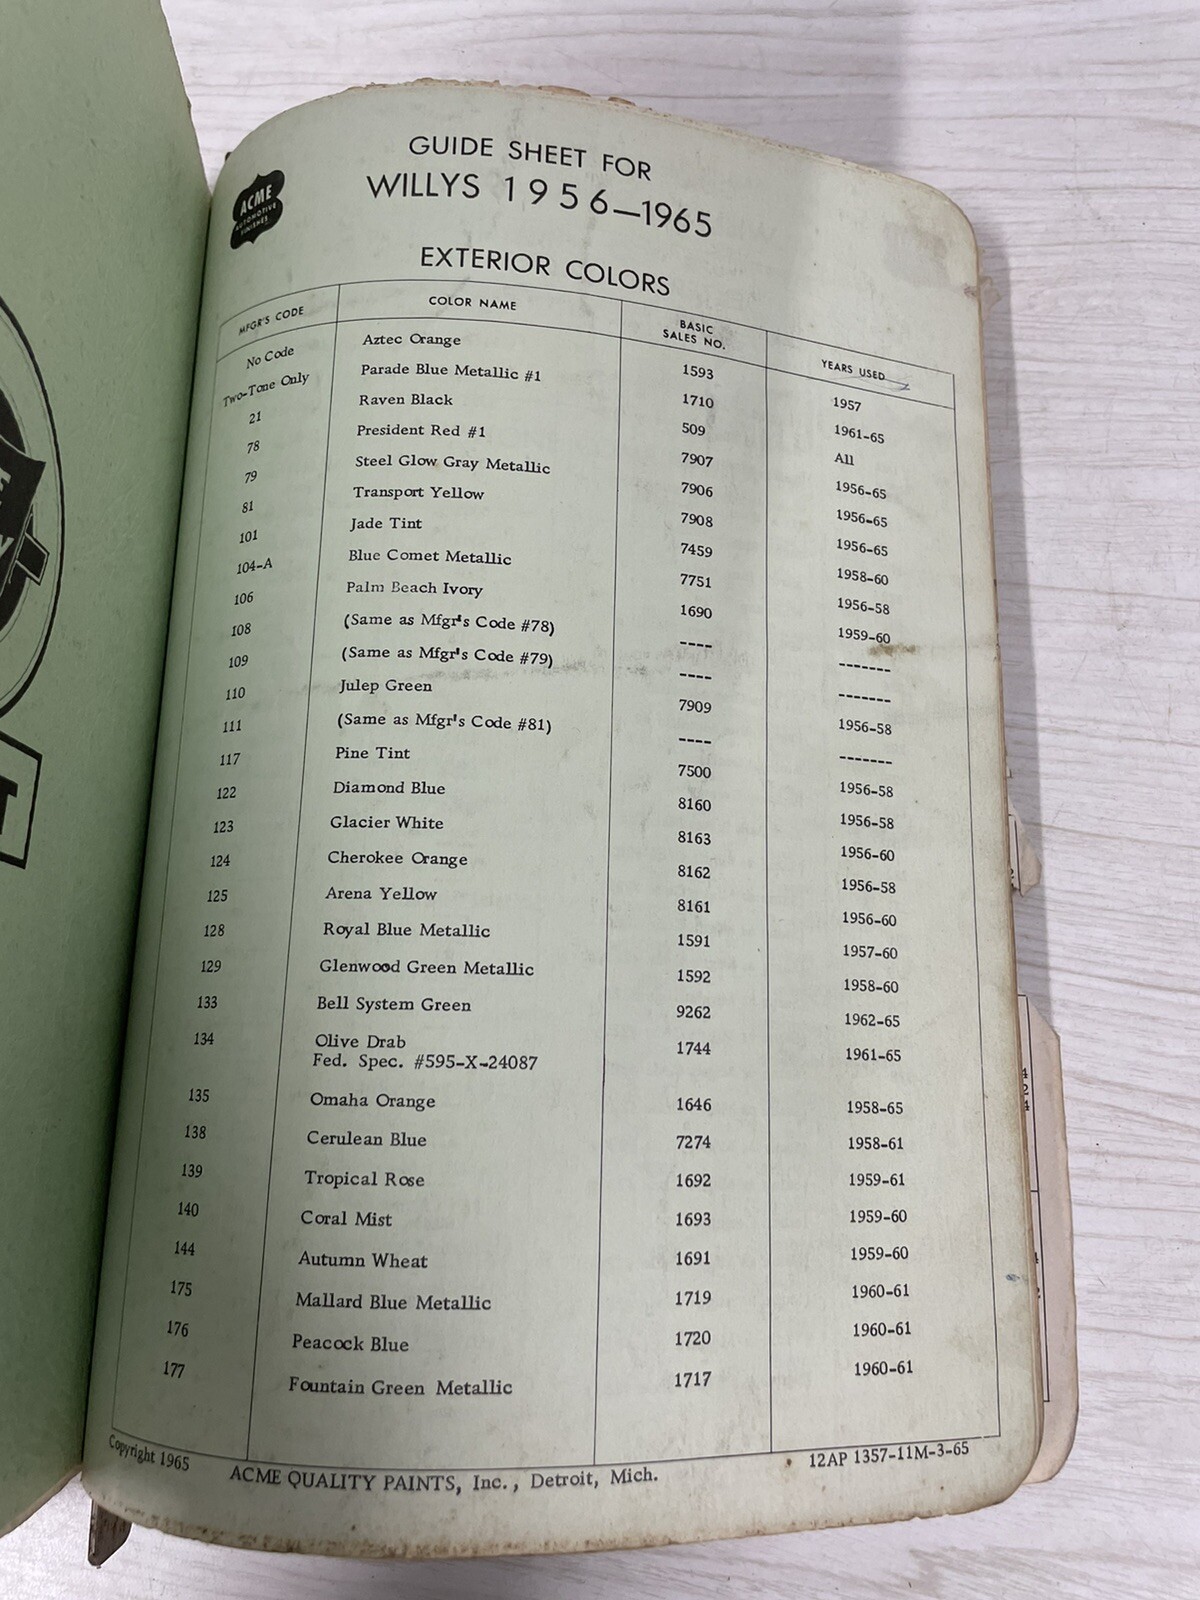 GUIDE SHEET FOR
WILLYS 1956–1965
ACME
AUTOMOTIVE
FINISHES
EXTERIOR COLORS
MFGR'S CODE COLOR NAME BASIC SALES NO. YEARS USED
No Code Aztec Orange 1593 1957
Two-Tone Only Parade Blue Metallic #1 1710 1961-65
21 Raven Black 509 All
78 President Red #1 7907 1956-65
79 Steel Glow Gray Metallic 7906 1956-65
81 Transport Yellow 7908 1956-65
101 Jade Tint 7459 1958-60
104-A Blue Comet Metallic 7751 1956-58
106 Palm Beach Ivory 1690 1959-60
108 (Same as Mfgr's Code #78) ---- -------
109 (Same as Mfgr's Code #79) ---- -------
110 Julep Green 7909 1956-58
111 (Same as Mfgr's Code #81) ---- -------
117 Pine Tint 7500 1956-58
122 Diamond Blue 8160 1956-58
123 Glacier White 8163 1956-60
124 Cherokee Orange 8162 1956-58
125 Arena Yellow 8161 1956-60
128 Royal Blue Metallic 1591 1957-60
129 Glenwood Green Metallic 1592 1958-60
133 Bell System Green 9262 1962-65
134 Olive Drab 1744 1961-65
Fed. Spec. #595-X-24087
135 Omaha Orange 1646 1958-65
138 Cerulean Blue 7274 1958-61
139 Tropical Rose 1692 1959-61
140 Coral Mist 1693 1959-60
144 Autumn Wheat 1691 1959-60
175 Mallard Blue Metallic 1719 1960-61
176 Peacock Blue 1720 1960-61
177 Fountain Green Metallic 1717 1960-61
Copyright 1965 ACME QUALITY PAINTS, Inc., Detroit, Mich. 12AP 1357-11M-3-65